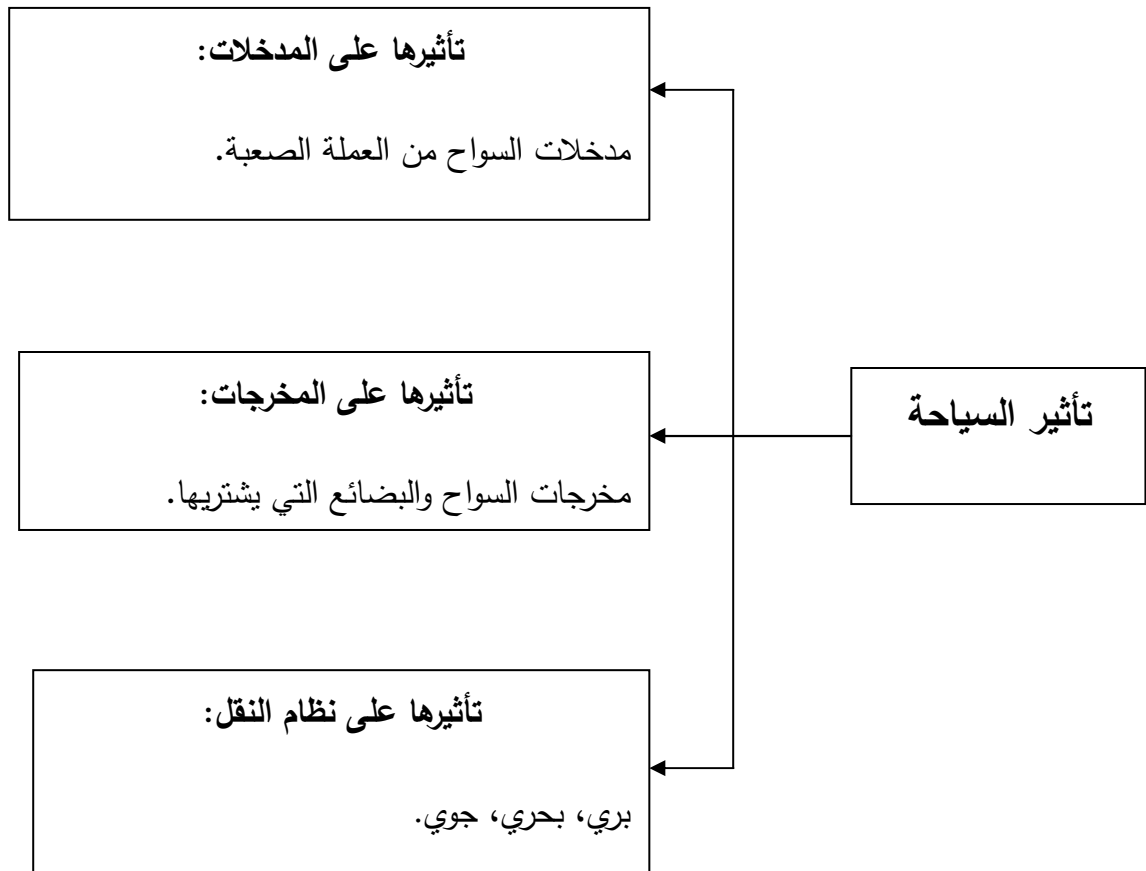 تأثير السياحة
تأثيرها على المدخلات:
مدخلات السواح من العملة الصعبة.
تأثيرها على المخرجات:
مخرجات السواح والبضائع التي يشتريها.
تأثيرها على نظام النقل:
بري، بحري، جوي.